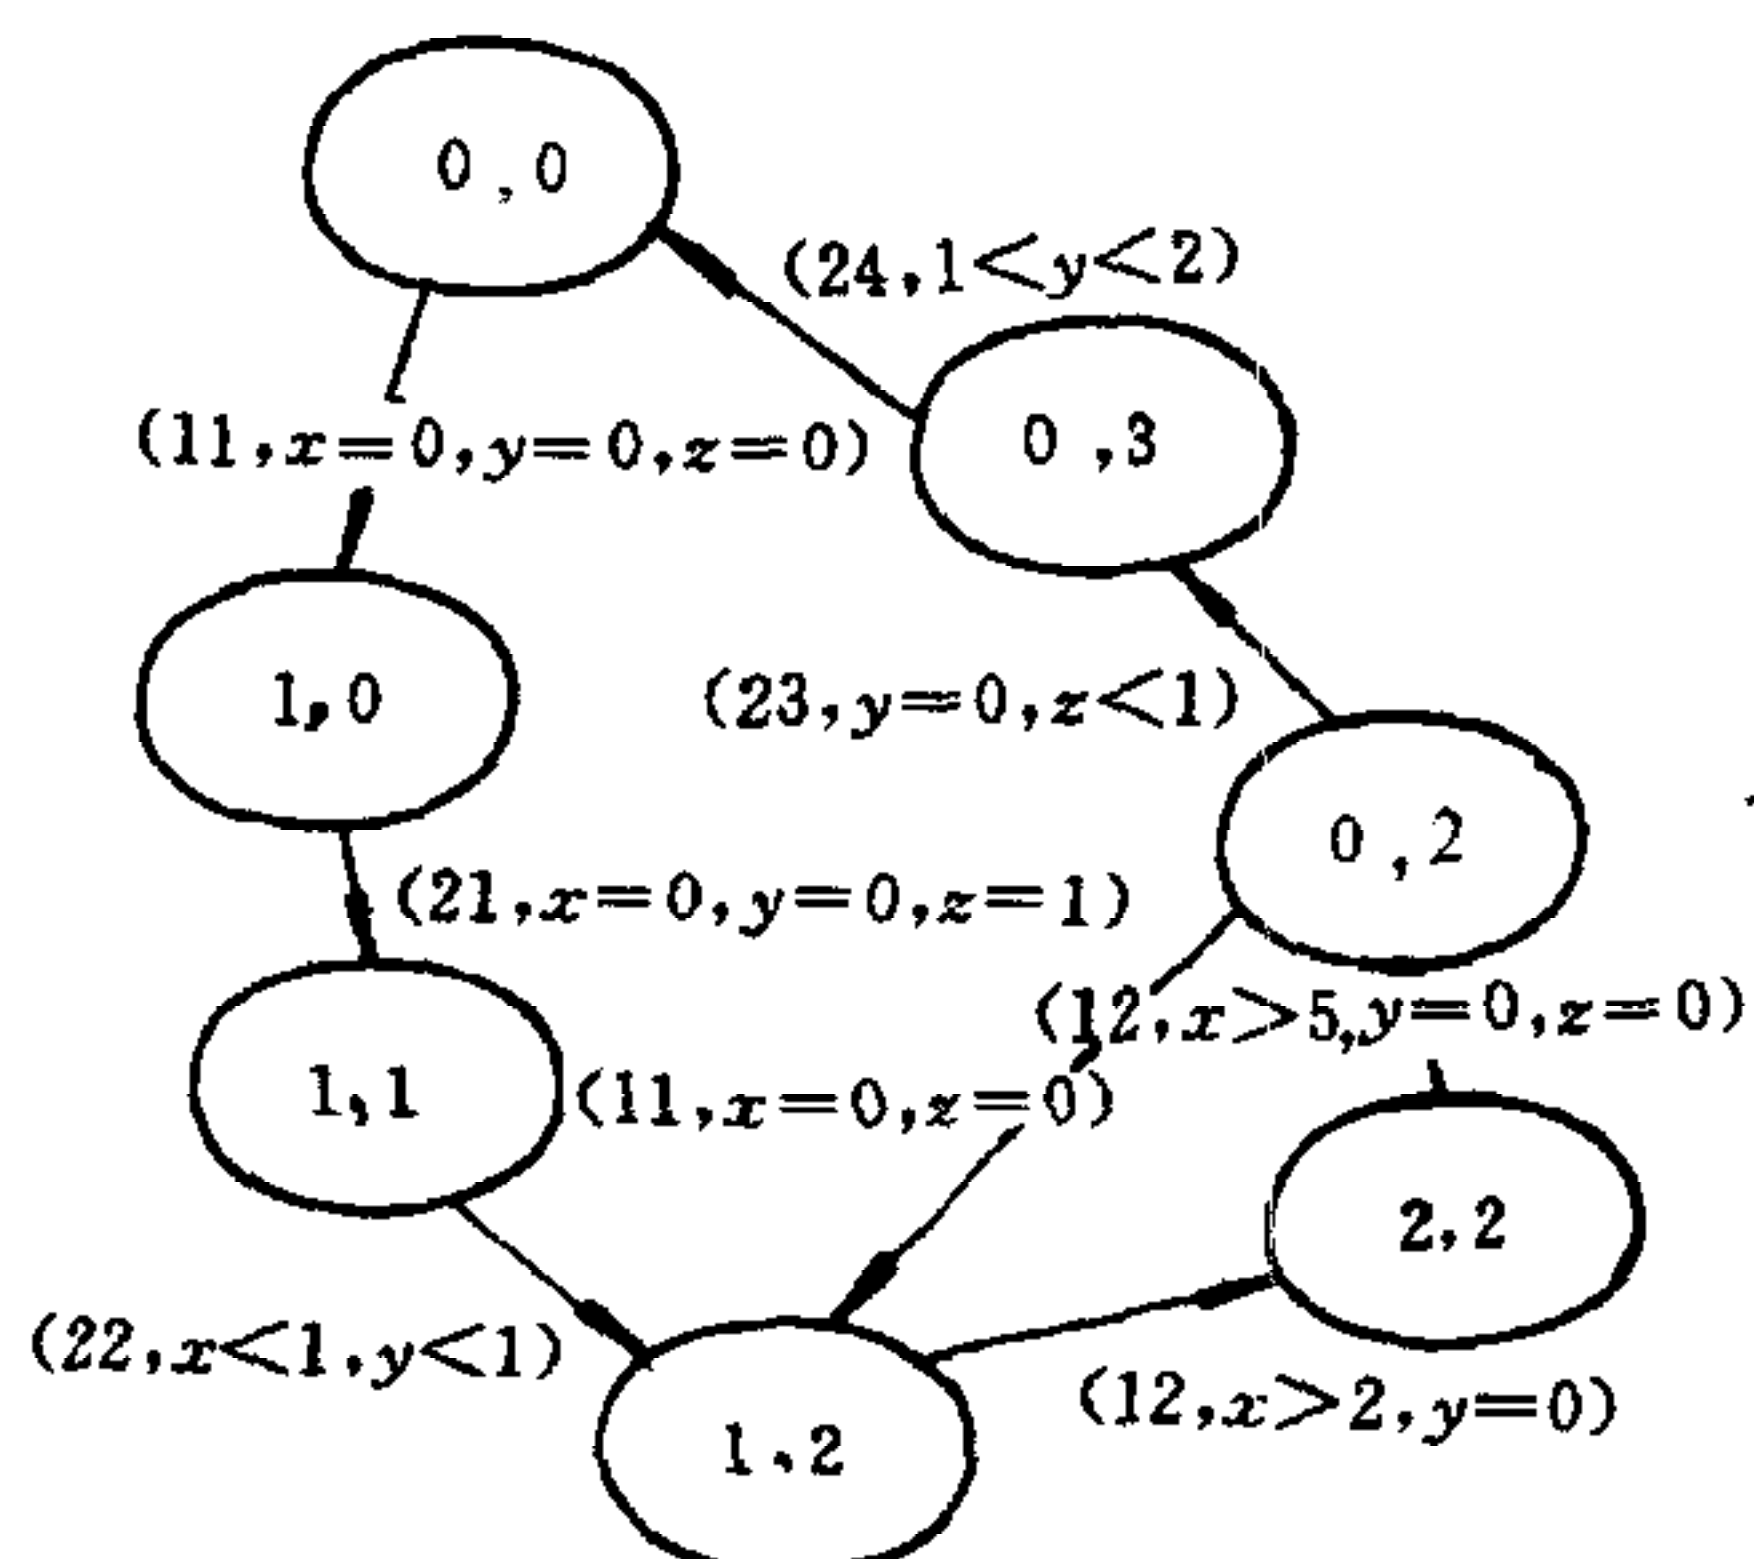 0,0
(24,1<y<2)
(11,x=0,y=0,z=0)
0,3
1,0
(23,y=0,z<1)
0,2
(21,x=0,y=0,z=1)
(12,x>5,y=0,z=0)
1,1
(11,x=0,z=0)
2,2
(22,x<1,y<1)
(12,x>2,y=0)
1,2